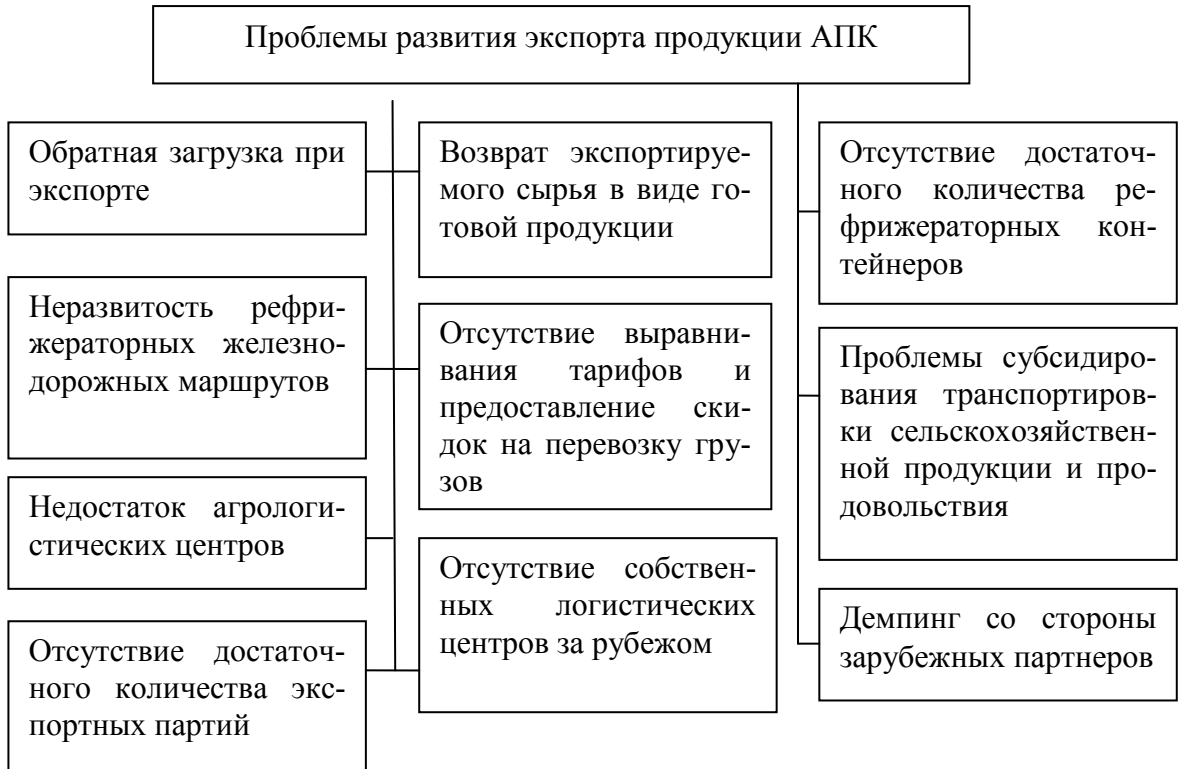 Проблемы развития экспорта продукции АПК
Обратная загрузка при
экспорте
Неразвитость рефри-
жераторных железно-
дорожных маршрутов
Недостаток агрологи-
стических центров
Отсутствие достаточ-
ного количества экс-
портных партий
Возврат экспортируе-
мого сырья в виде го-
товой продукции
Отсутствие выравни-
вания тарифов и
предоставление ски-
док на перевозку гру-
зов
Отсутствие собствен-
ных логистических
центров за рубежом
Отсутствие достаточ-
ного количества ре-
фрижераторных кон-
тейнеров
Проблемы субсидиро-
вания транспортиров-
ки сельскохозяйствен-
ной продукции и про-
довольствия
Демпинг со стороны
зарубежных партнеров